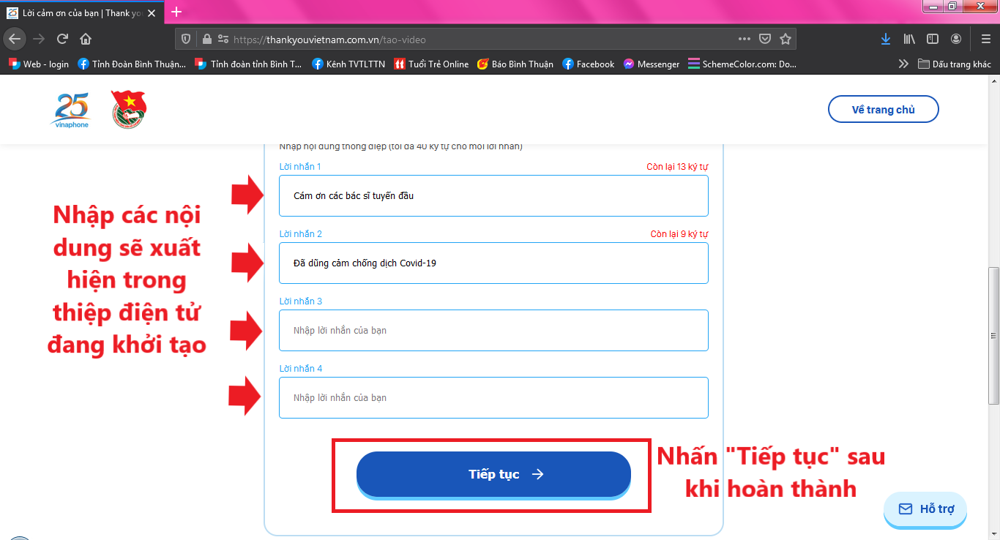 Lời cảm ơn của bạn | Thank yo
https://thankyouvietnam.com.vn/tao-video
Web - login
Tỉnh Đoàn Bình Thuận...
Tỉnh đoàn tỉnh Bình T...
Kênh TVTLTTN
Tuổi Trẻ Online
Báo Bình Thuận
Facebook
Messenger
SchemeColor.com: Do...
Dấu trang khác
25
vinaphone
Về trang chủ
Nhập nội dung thông điệp (tối đa 40 ký tự cho mỗi lời nhắn)
Lời nhắn 1
Còn lại 13 ký tự
Cám ơn các bác sĩ tuyến đầu
Lời nhắn 2
Còn lại 9 ký tự
Đã dũng cảm chống dịch Covid-19
Lời nhắn 3
Nhập lời nhắn của bạn
Lời nhắn 4
Nhập lời nhắn của bạn
Nhập các nội
dung sẽ xuất
hiện trong
thiệp điện tử
đang khởi tạo
Tiếp tục
Nhấn "Tiếp tục" sau
khi hoàn thành
Hỗ trợ